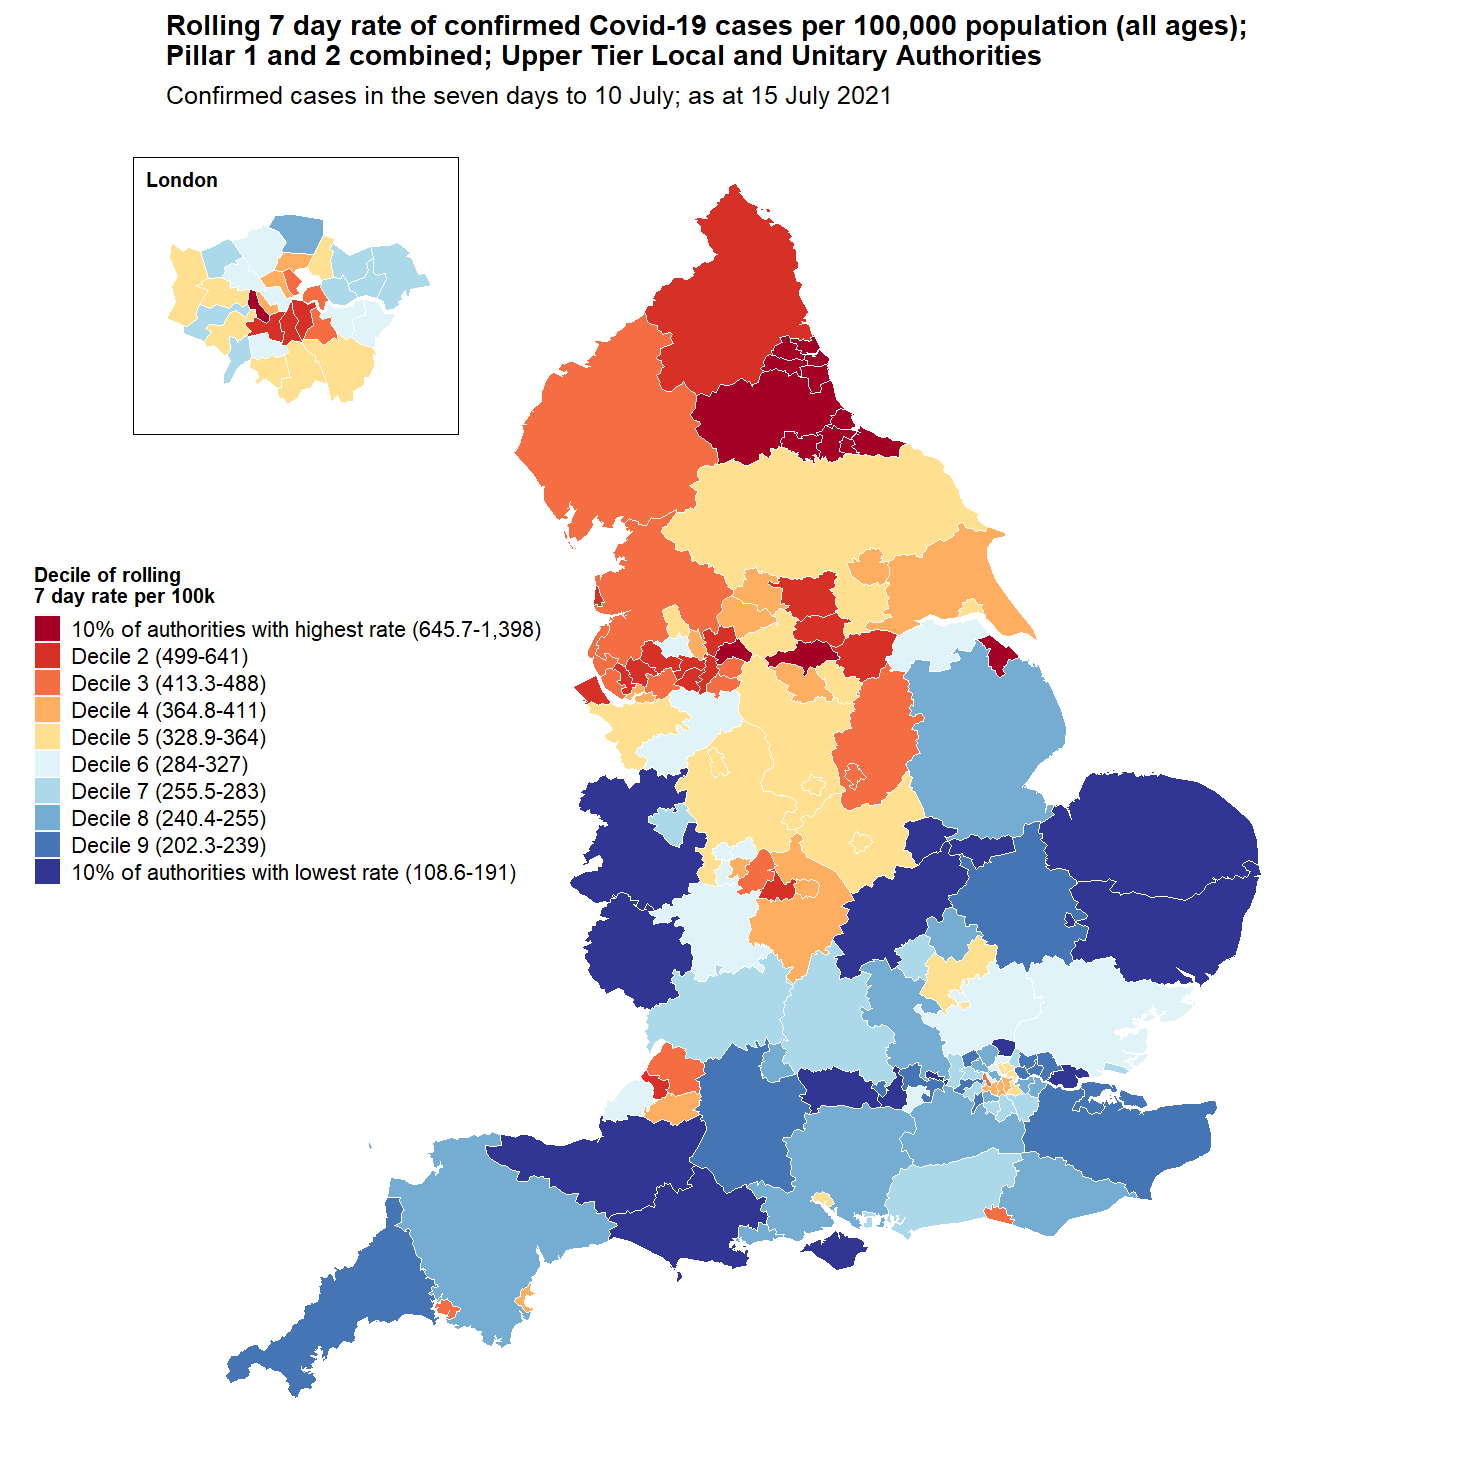 Rolling 7 day rate of confirmed Covid-19 cases per 100,000 population (all ages);
Pillar 1 and 2 combined; Upper Tier Local and Unitary Authorities
Confirmed cases in the seven days to 10 July; as at 15 July 2021
London
Decile of rolling
7 day rate per 100k
10% of authorities with highest rate (645.7-1,398)
Decile 2 (499-641)
Decile 3 (413.3-488)
Decile 4 (364.8-411)
Decile 5 (328.9-364)
Decile 6 (284-327)
Decile 7 (255.5-283)
Decile 8 (240.4-255)
Decile 9 (202.3-239)
10% of authorities with lowest rate (108.6-191)